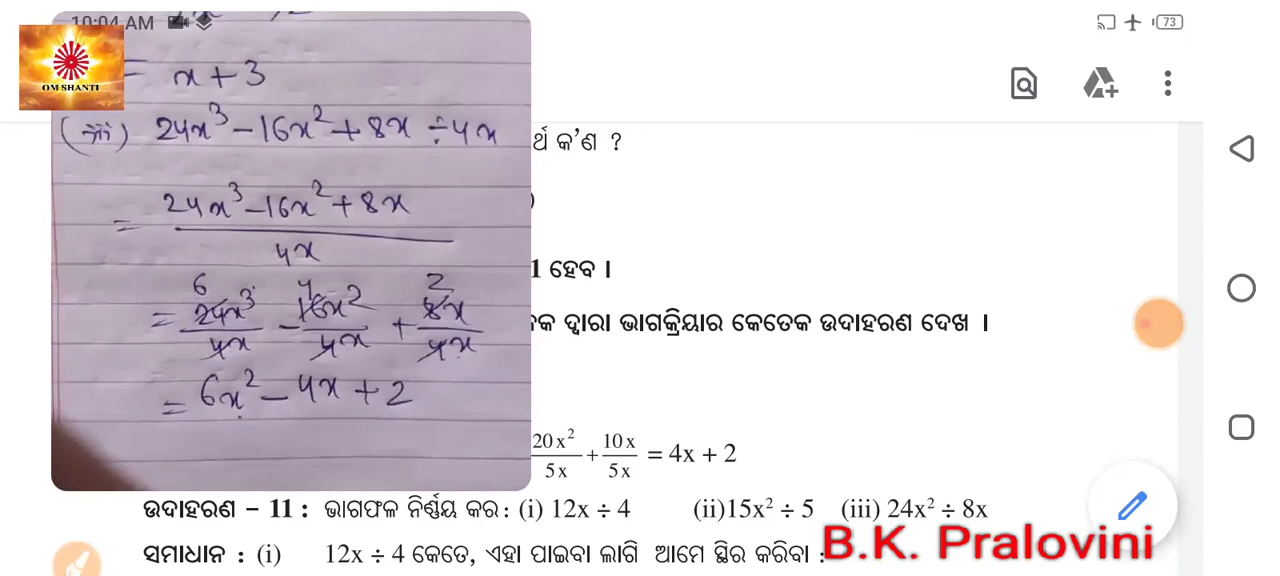 10:04 AM
73
OM SHANTI
= x + 3
(iii) 24x³ – 16x² + 8x ÷ 4x
= 24x³ – 16x² + 8x / 4x
= 24x³ / 4x – 16x² / 4x + 8x / 4x
6 4 2
= 6x² – 4x + 2
ର୍ଥ କ'ଣ ?
)
1 ହେବ ।
ଦ୍ୱାରା ଭାଗକ୍ରିୟାର କେତେକ ଉଦାହରଣ ଦେଖ ।
20x² / 5x + 10x / 5x = 4x + 2
ଉଦାହରଣ – 11 : ଭାଗଫଳ ନିର୍ଣ୍ଣୟ କର : (i) 12x ÷ 4 (ii)15x² ÷ 5 (iii) 24x² ÷ 8x
ସମାଧାନ : (i) 12x ÷ 4 କେତେ, ଏହା ପାଇବା ଲାଗି ଆମେ ସ୍ଥିର କରିବା :
B.K. Pralovini